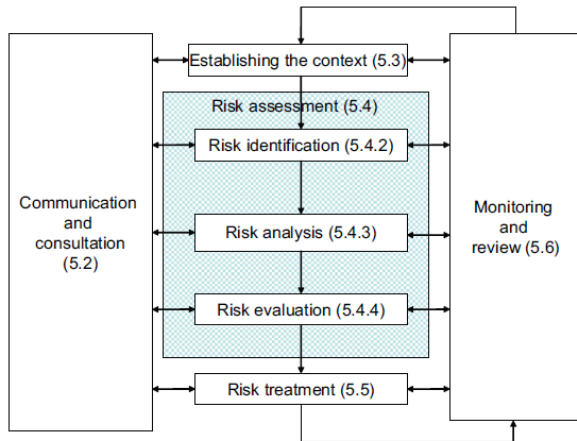 Establishing the context (5.3)
Risk assessment (5.4)
Risk identification (5.4.2)
Communication
and
consultation
(5.2)
Risk analysis (5.4.3)
Monitoring
and
review (5.6)
Risk evaluation (5.4.4)
Risk treatment (5.5)